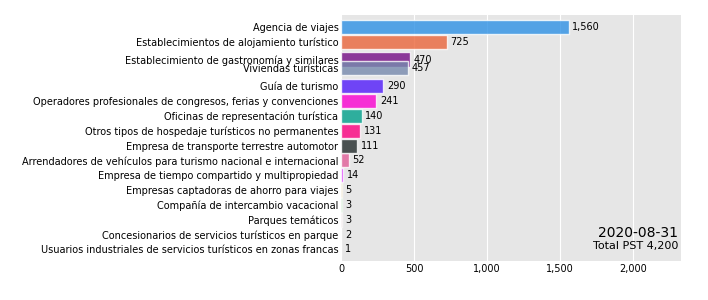 Agencia de viajes 1,560
Establecimientos de alojamiento turístico 725
Establecimiento de gastronomía y similares 470
Viviendas turísticas 457
Guía de turismo 290
Operadores profesionales de congresos, ferias y convenciones 241
Oficinas de representación turística 140
Otros tipos de hospedaje turísticos no permanentes 131
Empresa de transporte terrestre automotor 111
Arrendadores de vehículos para turismo nacional e internacional 52
Empresa de tiempo compartido y multipropiedad 14
Empresas captadoras de ahorro para viajes 5
Compañía de intercambio vacacional 3
Parques temáticos 3
Concesionarios de servicios turísticos en parque 2
Usuarios industriales de servicios turísticos en zonas francas 1
2020-08-31
Total PST 4,200
0 500 1,000 1,500 2,000